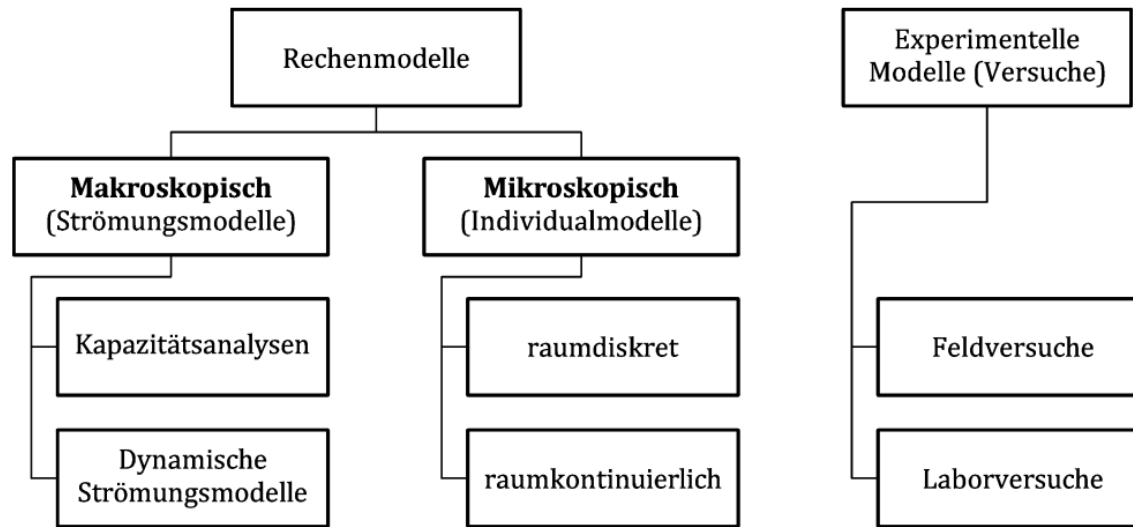 Rechenmodelle
Experimentelle
Modelle (Versuche)
Makroskopisch
(Strömungsmodelle)
Mikroskopisch
(Individualmodelle)
Kapazitätsanalysen
raumdiskret
Feldversuche
Dynamische
Strömungsmodelle
raumkontinuierlich
Laborversuche